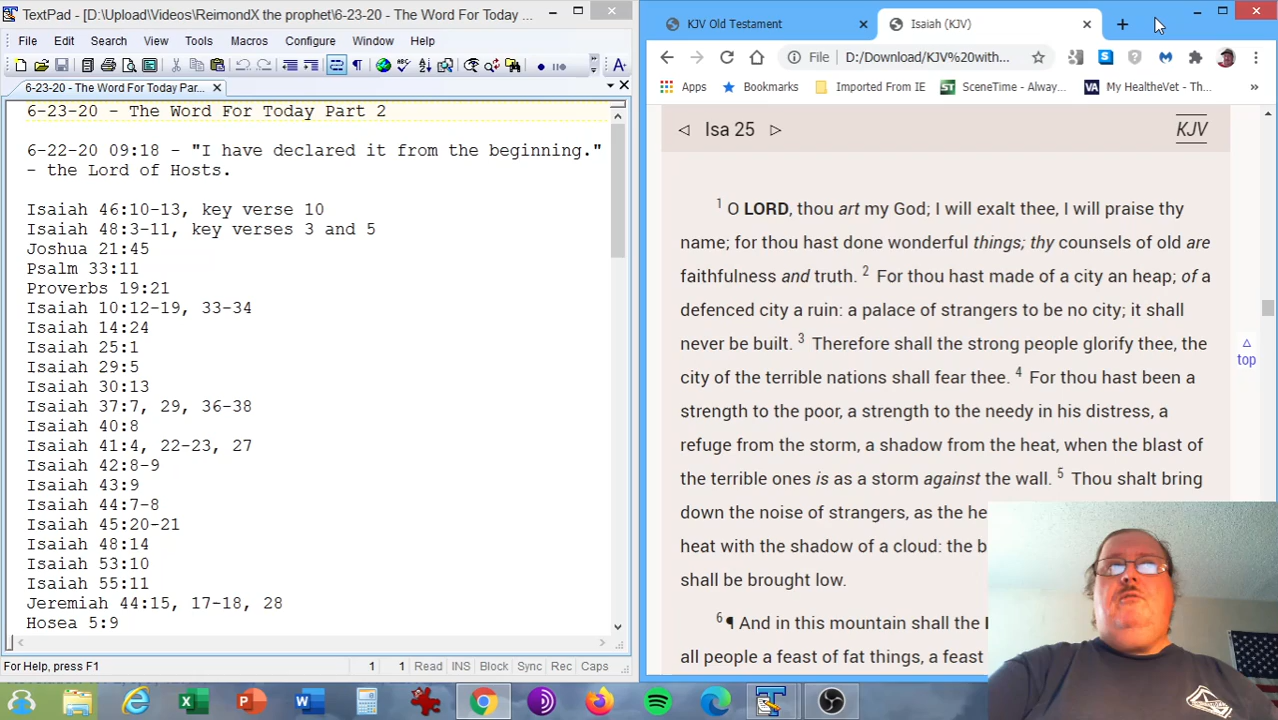 TextPad - [D:\Upload\Videos\ReimondX the prophet\6-23-20 - The Word For Today ...
File Edit Search View Tools Macros Configure Window Help
6-23-20 - The Word For Today Par...
6-23-20 - The Word For Today Part 2
6-22-20 09:18 - "I have declared it from the beginning."
- the Lord of Hosts.
Isaiah 46:10-13, key verse 10
Isaiah 48:3-11, key verses 3 and 5
Joshua 21:45
Psalm 33:11
Proverbs 19:21
Isaiah 10:12-19, 33-34
Isaiah 14:24
Isaiah 25:1
Isaiah 29:5
Isaiah 30:13
Isaiah 37:7, 29, 36-38
Isaiah 40:8
Isaiah 41:4, 22-23, 27
Isaiah 42:8-9
Isaiah 43:9
Isaiah 44:7-8
Isaiah 45:20-21
Isaiah 48:14
Isaiah 53:10
Isaiah 55:11
Jeremiah 44:15, 17-18, 28
Hosea 5:9
For Help, press F1 1 1 Read INS Block Sync Rec Caps
KJV Old Testament Isaiah (KJV)
File D:/Download/KJV%20with...
Apps Bookmarks Imported From IE ST SceneTime - Alway... VA My HealtheVet - Th...
Isa 25 KJV
1 O LORD, thou art my God; I will exalt thee, I will praise thy
name; for thou hast done wonderful things; thy counsels of old are
faithfulness and truth. 2 For thou hast made of a city an heap; of a
defenced city a ruin: a palace of strangers to be no city; it shall
never be built. 3 Therefore shall the strong people glorify thee, the
city of the terrible nations shall fear thee. 4 For thou hast been a
strength to the poor, a strength to the needy in his distress, a
refuge from the storm, a shadow from the heat, when the blast of
the terrible ones is as a storm against the wall. 5 Thou shalt bring
down the noise of strangers, as the he
heat with the shadow of a cloud: the b
shall be brought low.
6 ¶ And in this mountain shall the
all people a feast of fat things, a feast
top